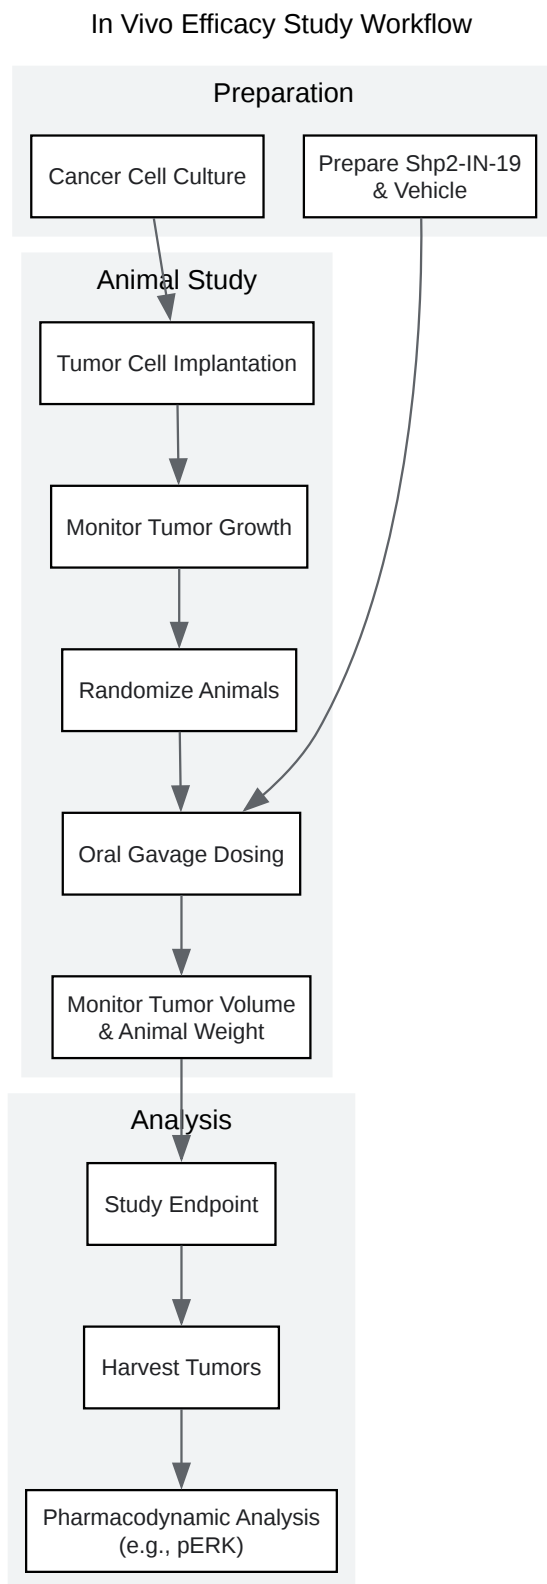 In Vivo Efficacy Study Workflow
Preparation
Cancer Cell Culture
Prepare Shp2-IN-19
& Vehicle
Animal Study
Tumor Cell Implantation
Monitor Tumor Growth
Randomize Animals
Oral Gavage Dosing
Monitor Tumor Volume
& Animal Weight
Analysis
Study Endpoint
Harvest Tumors
Pharmacodynamic Analysis
(e.g., pERK)